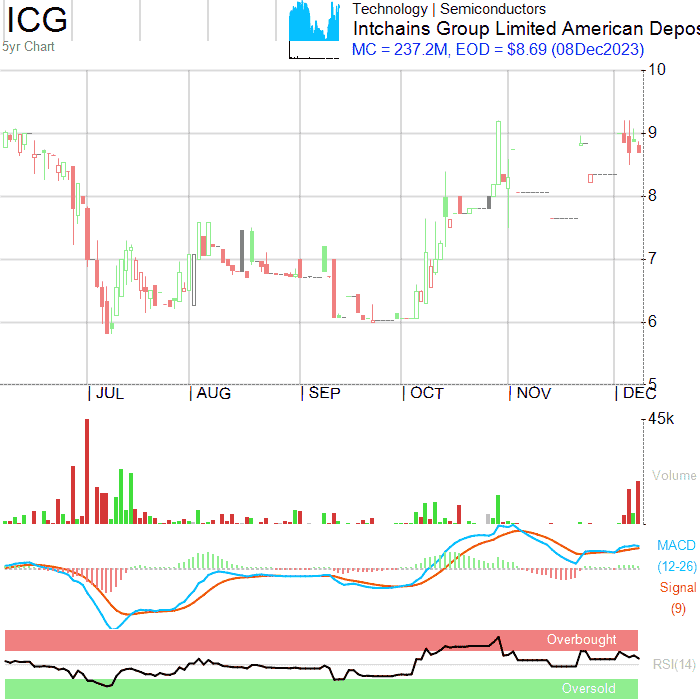 ICG
5yr Chart
Technology | Semiconductors
Intchains Group Limited American Depos
MC = 237.2M, EOD = $8.69 (08Dec2023)
10
9
8
7
6
5
JUL AUG SEP OCT NOV DEC
45k
Volume
MACD
(12-26)
Signal
(9)
Overbought
RSI(14)
Oversold